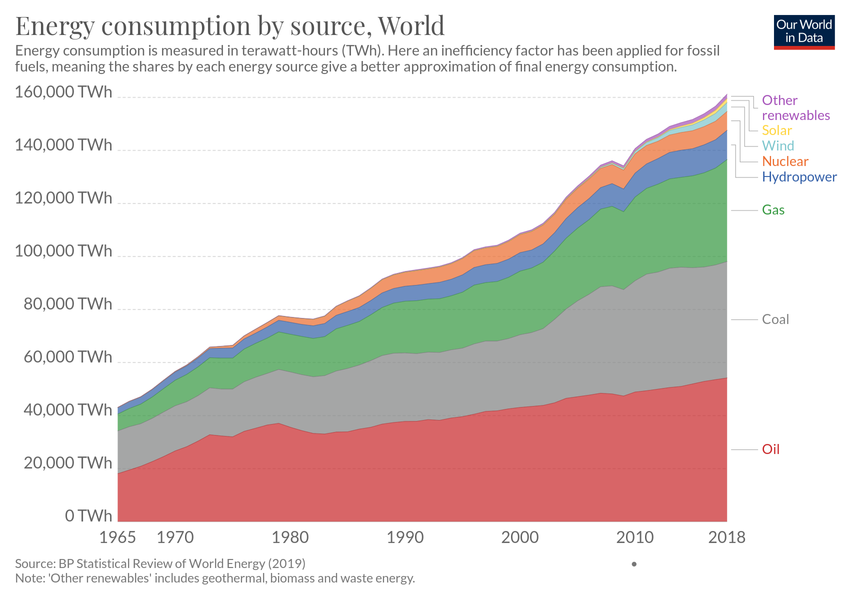 Energy consumption by source, World
Energy consumption is measured in terawatt-hours (TWh). Here an inefficiency factor has been applied for fossil
fuels, meaning the shares by each energy source give a better approximation of final energy consumption.
Our World
in Data
160,000 TWh
140,000 TWh
120,000 TWh
100,000 TWh
80,000 TWh
60,000 TWh
40,000 TWh
20,000 TWh
0 TWh
Other
renewables
Solar
Wind
Nuclear
Hydropower
Gas
Coal
Oil
1965
1970
1980
1990
2000
2010
2018
Source: BP Statistical Review of World Energy (2019)
Note: 'Other renewables' includes geothermal, biomass and waste energy.